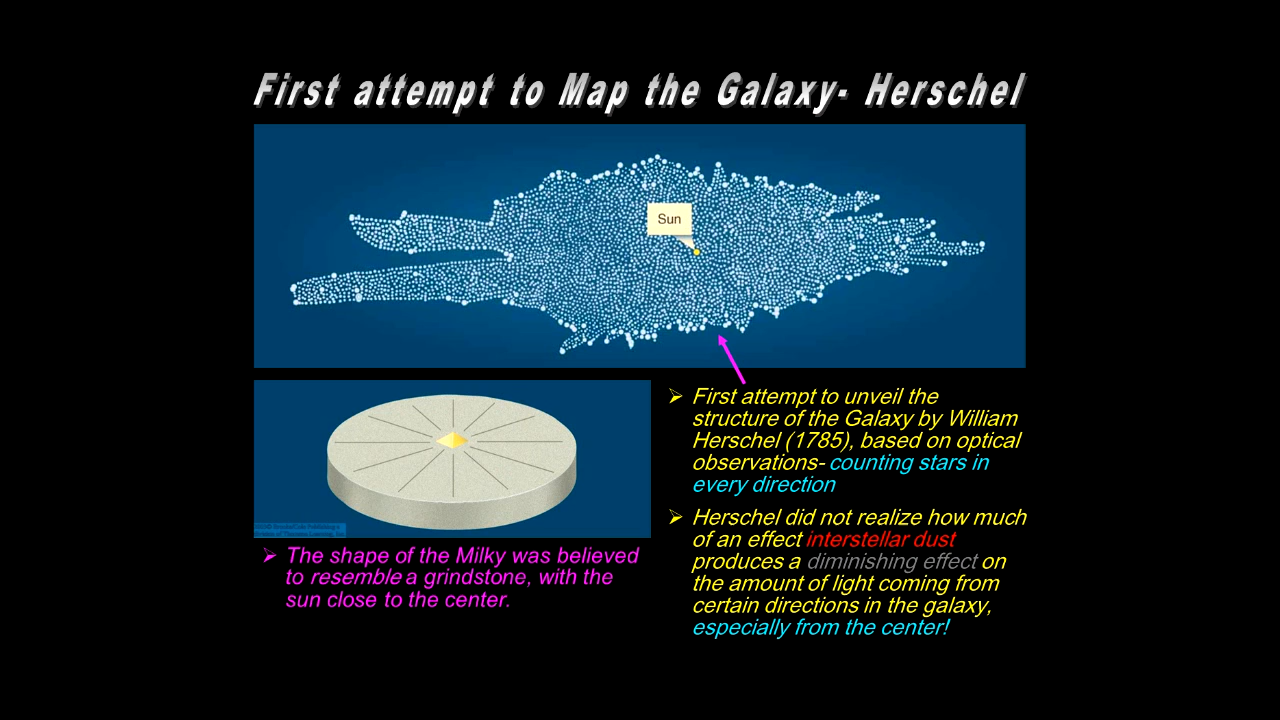 First attempt to Map the Galaxy- Herschel
Sun
First attempt to unveil the
structure of the Galaxy by William
Herschel (1785), based on optical
observations- counting stars in
every direction
Herschel did not realize how much
of an effect interstellar dust
produces a diminishing effect on
the amount of light coming from
certain directions in the galaxy,
especially from the center!
The shape of the Milky was believed
to resemble a grindstone, with the
sun close to the center.